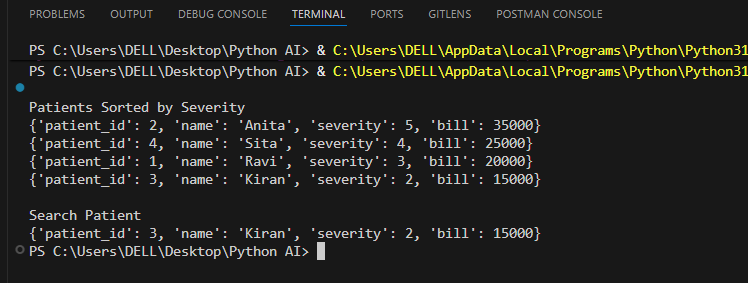 PROBLEMS OUTPUT DEBUG CONSOLE TERMINAL PORTS GITLENS POSTMAN CONSOLE
PS C:\Users\DELL\Desktop\Python AI> & C:\Users\DELL\AppData\Local\Programs\Python\Python31
PS C:\Users\DELL\Desktop\Python AI> & C:\Users\DELL\AppData\Local\Programs\Python\Python31
Patients Sorted by Severity
{'patient_id': 2, 'name': 'Anita', 'severity': 5, 'bill': 35000}
{'patient_id': 4, 'name': 'Sita', 'severity': 4, 'bill': 25000}
{'patient_id': 1, 'name': 'Ravi', 'severity': 3, 'bill': 20000}
{'patient_id': 3, 'name': 'Kiran', 'severity': 2, 'bill': 15000}
Search Patient
{'patient_id': 3, 'name': 'Kiran', 'severity': 2, 'bill': 15000}
PS C:\Users\DELL\Desktop\Python AI>